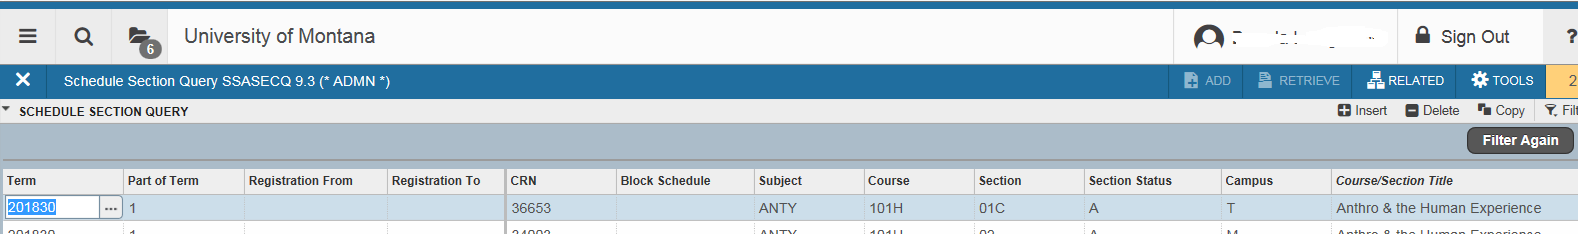 6 University of Montana Sign Out ?
Schedule Section Query SSASECQ 9.3 (* ADMN *) ADD RETRIEVE RELATED TOOLS 2
SCHEDULE SECTION QUERY Insert Delete Copy Filt
Filter Again
Term Part of Term Registration From Registration To CRN Block Schedule Subject Course Section Section Status Campus Course/Section Title
201830 ... 1 36653 ANTY 101H 01C A T Anthro & the Human Experience